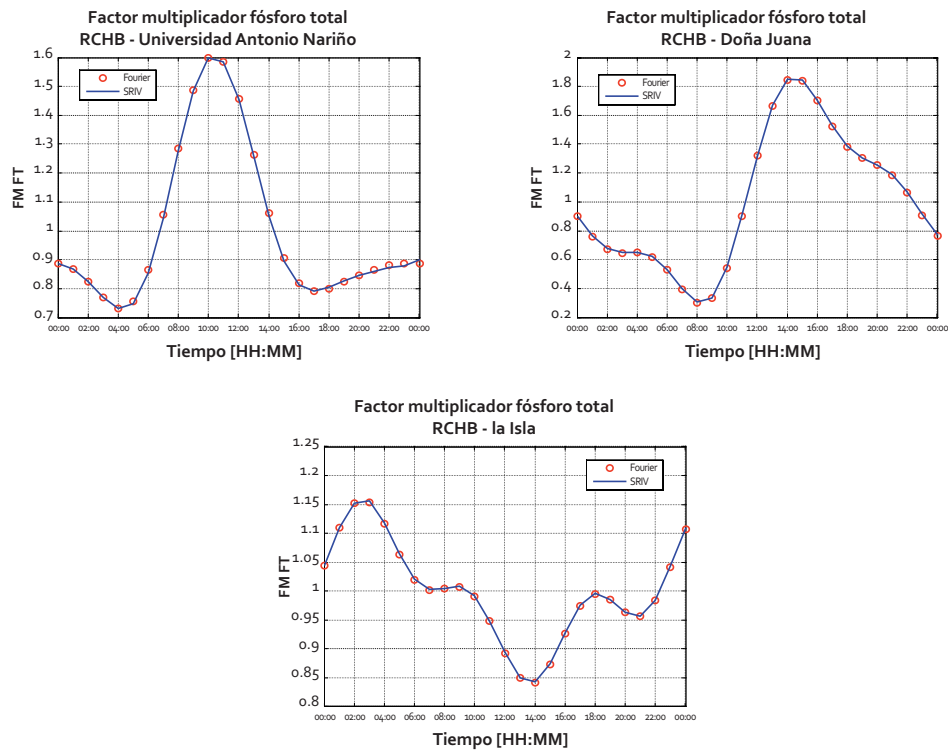 Factor multiplicador fósforo total
RCHB - Universidad Antonio Nariño
1.6
1.5
1.4
1.3
1.2
1.1
1
0.9
0.8
0.7
FM FT
Fourier
SRIV
00:00 02:00 04:00 06:00 08:00 10:00 12:00 14:00 16:00 18:00 20:00 22:00 00:00
Tiempo [HH:MM]
Factor multiplicador fósforo total
RCHB - Doña Juana
2
1.8
1.6
1.4
1.2
1
0.8
0.6
0.4
0.2
FM FT
Fourier
SRIV
00:00 02:00 04:00 06:00 08:00 10:00 12:00 14:00 16:00 18:00 20:00 22:00 00:00
Tiempo [HH:MM]
Factor multiplicador fósforo total
RCHB - la Isla
1.25
1.2
1.15
1.1
1.05
1
0.95
0.9
0.85
0.8
FM FT
Fourier
SRIV
00:00 02:00 04:00 06:00 08:00 10:00 12:00 14:00 16:00 18:00 20:00 22:00 00:00
Tiempo [HH:MM]